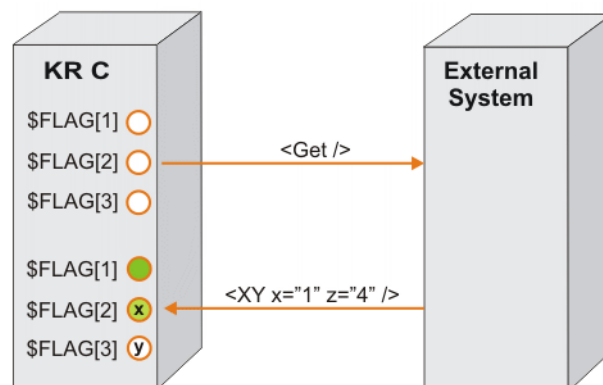 KR C
External
System
$FLAG[1]
$FLAG[2]
<Get />
$FLAG[3]
$FLAG[1]
$FLAG[2] x
<XY x="1" z="4" />
$FLAG[3] y